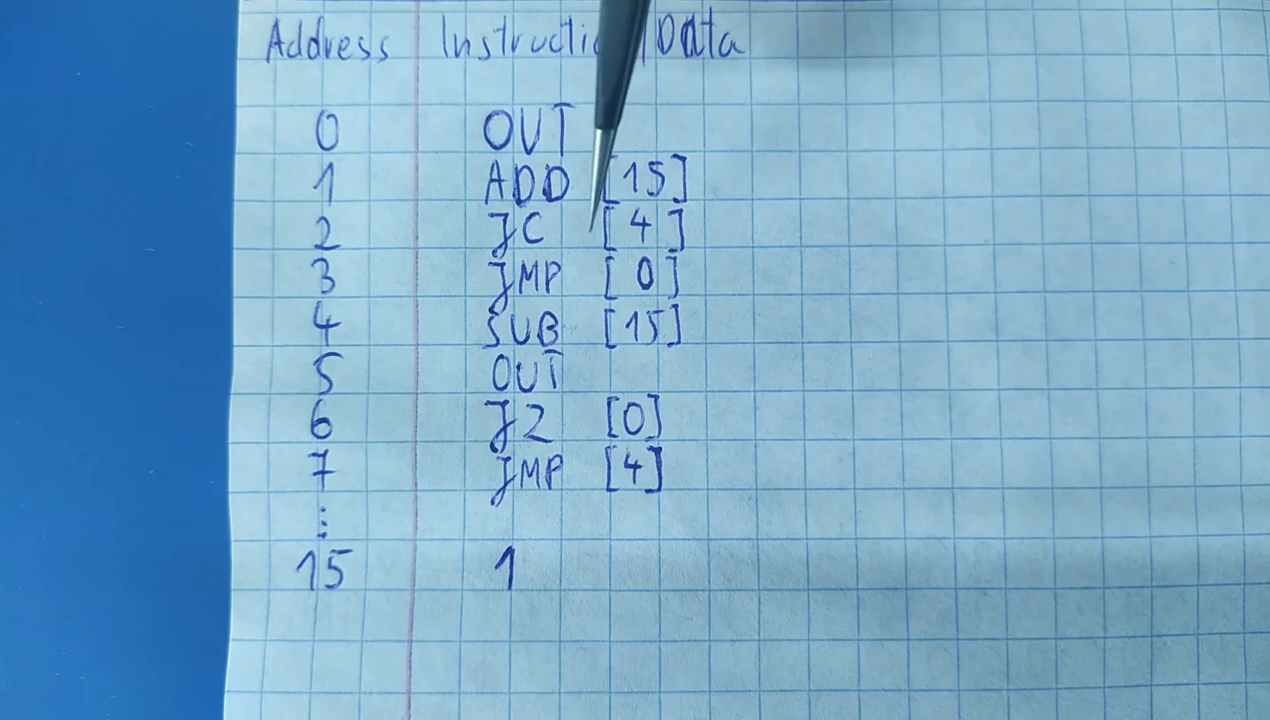 Address Instructi Data
0 OUT
1 ADD [15]
2 JC [4]
3 JMP [0]
4 SUB [15]
5 OUT
6 JZ [0]
7 JMP [4]
⋮
15 1